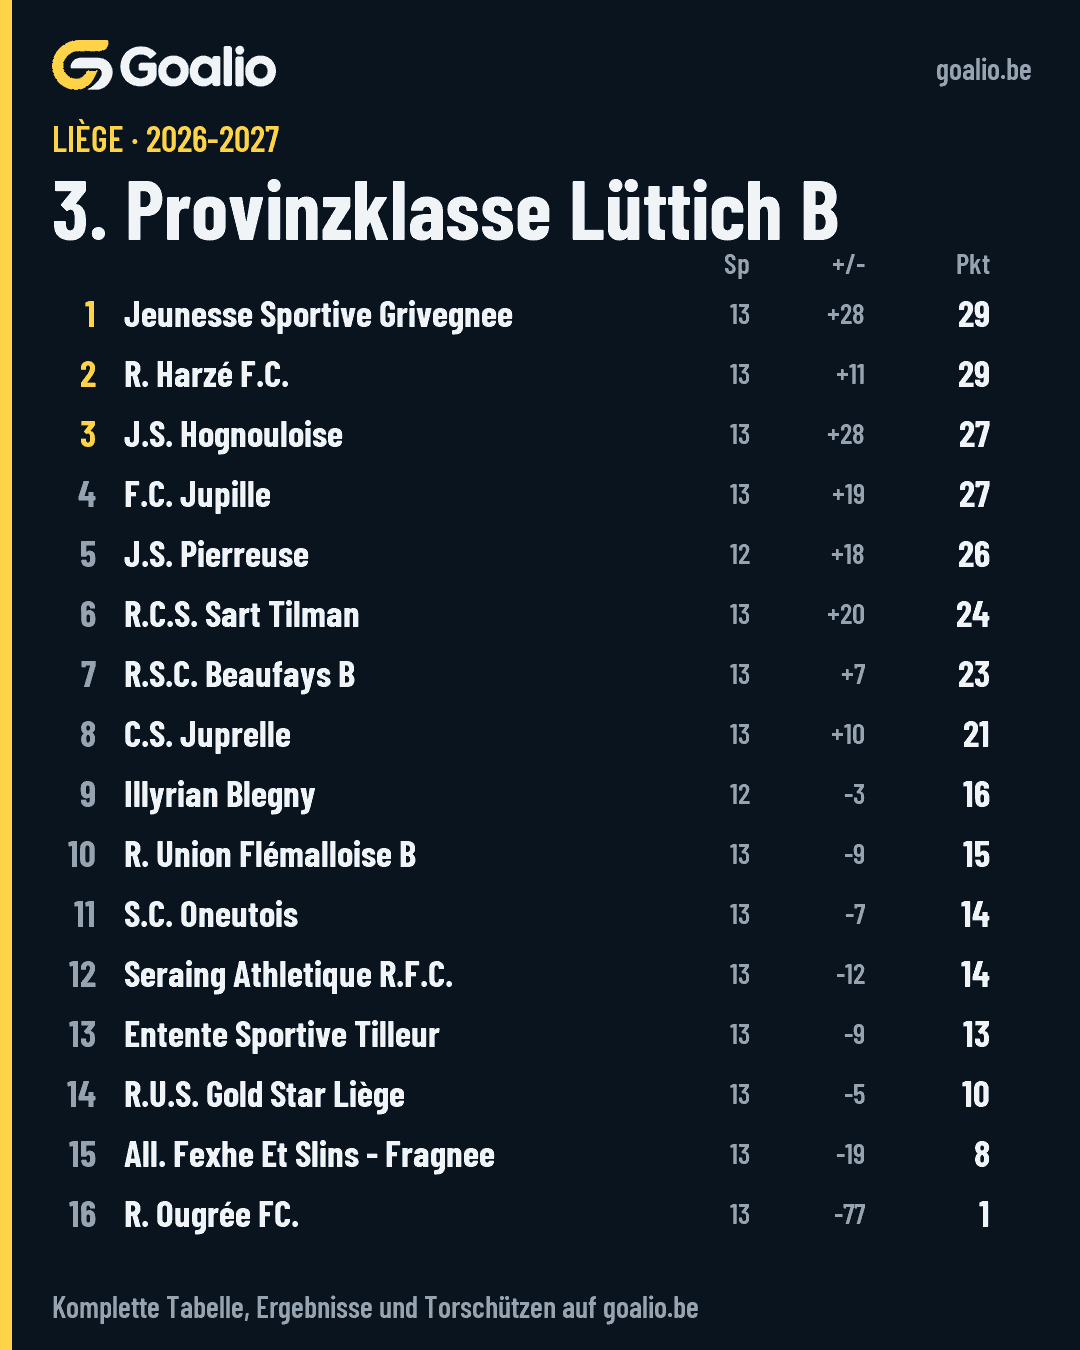 Goalio goalio.be
LIÈGE · 2026-2027
3. Provinzklasse Lüttich B
Sp +/- Pkt
1 Jeunesse Sportive Grivegnee 13 +28 29
2 R. Harzé F.C. 13 +11 29
3 J.S. Hognouloise 13 +28 27
4 F.C. Jupille 13 +19 27
5 J.S. Pierreuse 12 +18 26
6 R.C.S. Sart Tilman 13 +20 24
7 R.S.C. Beaufays B 13 +7 23
8 C.S. Juprelle 13 +10 21
9 Illyrian Blegny 12 -3 16
10 R. Union Flémalloise B 13 -9 15
11 S.C. Oneutois 13 -7 14
12 Seraing Athletique R.F.C. 13 -12 14
13 Entente Sportive Tilleur 13 -9 13
14 R.U.S. Gold Star Liège 13 -5 10
15 All. Fexhe Et Slins - Fragnee 13 -19 8
16 R. Ougrée FC. 13 -77 1
Komplette Tabelle, Ergebnisse und Torschützen auf goalio.be